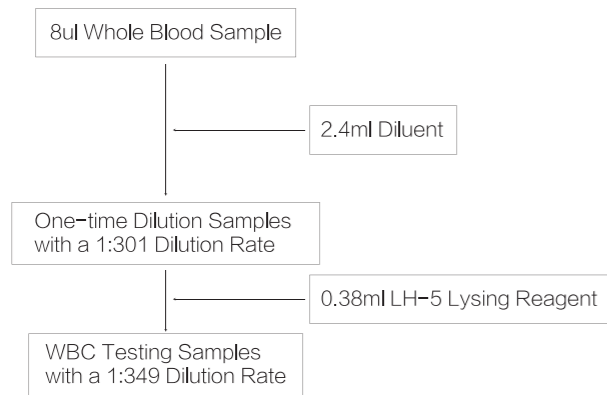 8ul Whole Blood Sample
2.4ml Diluent
One-time Dilution Samples
with a 1:301 Dilution Rate
0.38ml LH-5 Lysing Reagent
WBC Testing Samples
with a 1:349 Dilution Rate